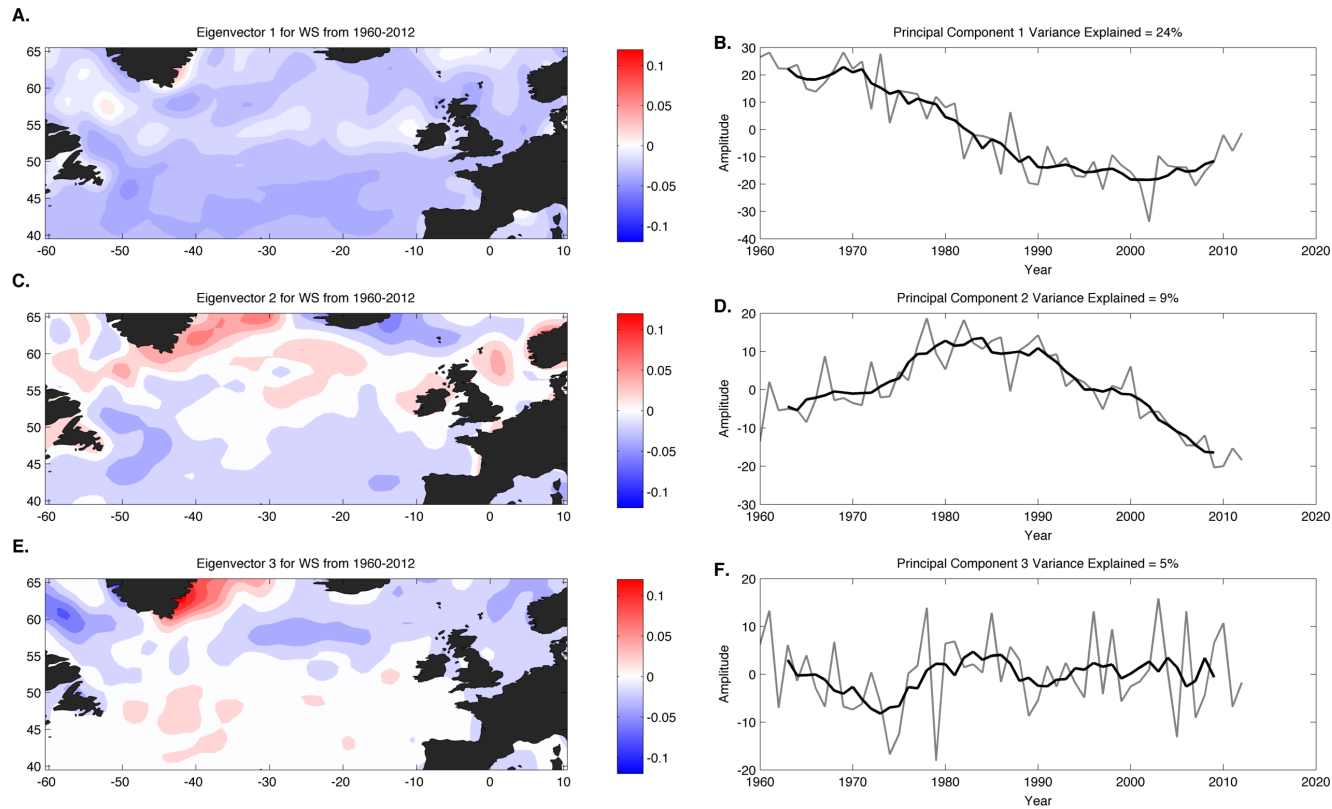 A.
Eigenvector 1 for WS from 1960-2012
65
60
55
50
45
40
-60 -50 -40 -30 -20 -10 0 10
0.1
0.05
0
-0.05
-0.1
B.
Principal Component 1 Variance Explained = 24%
30
20
10
0
-10
-20
-30
-40
Amplitude
1960 1970 1980 1990 2000 2010 2020
Year
C.
Eigenvector 2 for WS from 1960-2012
65
60
55
50
45
40
-60 -50 -40 -30 -20 -10 0 10
0.1
0.05
0
-0.05
-0.1
D.
Principal Component 2 Variance Explained = 9%
20
10
0
-10
-20
-30
Amplitude
1960 1970 1980 1990 2000 2010 2020
Year
E.
Eigenvector 3 for WS from 1960-2012
65
60
55
50
45
40
-60 -50 -40 -30 -20 -10 0 10
0.1
0.05
0
-0.05
-0.1
F.
Principal Component 3 Variance Explained = 5%
20
10
0
-10
-20
Amplitude
1960 1970 1980 1990 2000 2010 2020
Year